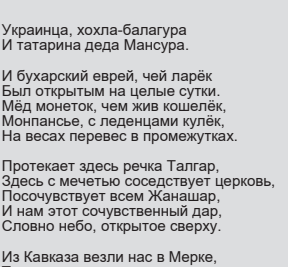 Украинца, хохла-балагура
И татарина деда Мансура.
И бухарский еврей, чей ларёк
Был открытым на целые сутки.
Мёд монеток, чем жив кошелёк,
Монпансье, с леденцами кулёк,
На весах перевес в промежутках.
Протекает здесь речка Талгар,
Здесь с мечетью соседствует церковь,
Посочувствует всем Жанашар,
И нам этот сочувственный дар,
Словно небо, открытое сверху.
Из Кавказа везли нас в Мерке,